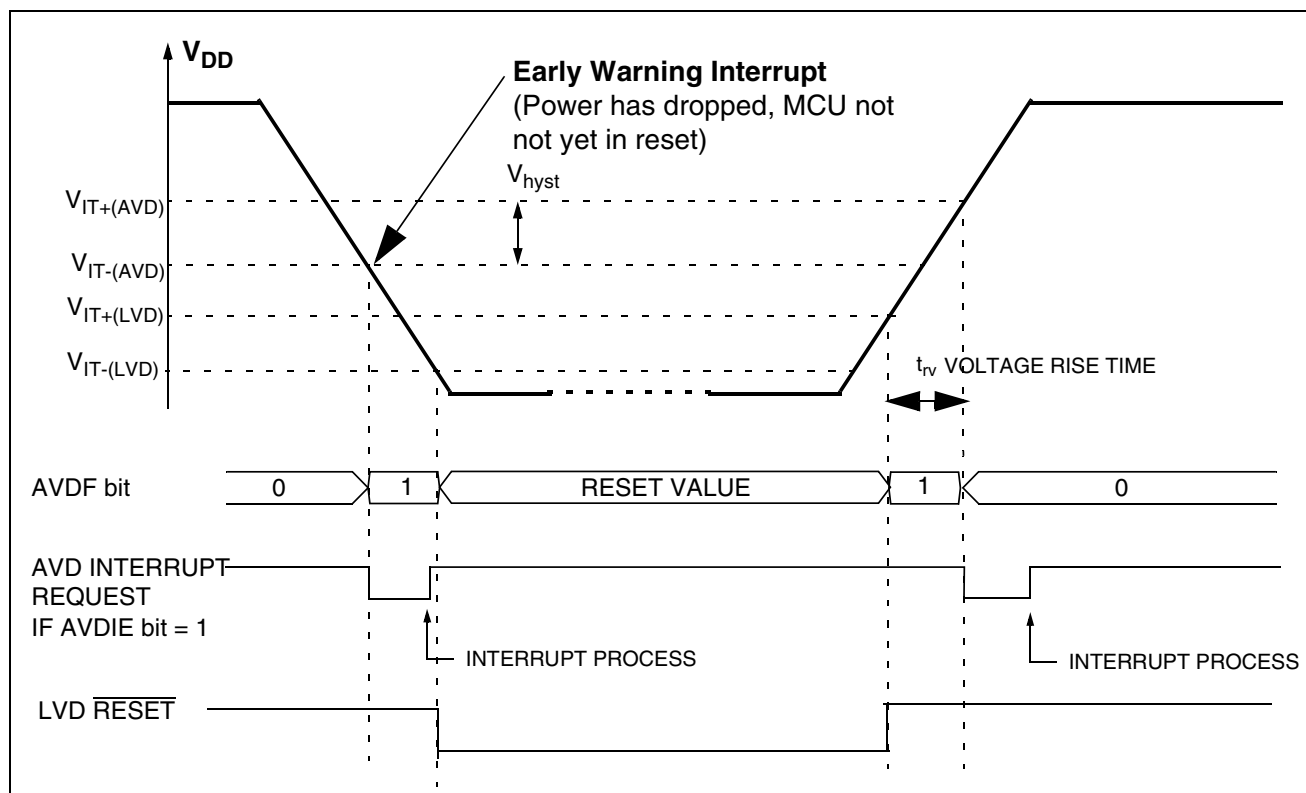 VDD
Early Warning Interrupt
(Power has dropped, MCU not
not yet in reset)
Vhyst
VIT+(AVD)
VIT-(AVD)
VIT+(LVD)
VIT-(LVD)
trv VOLTAGE RISE TIME
AVDF bit
0
1
RESET VALUE
1
0
AVD INTERRUPT
REQUEST
IF AVDIE bit = 1
INTERRUPT PROCESS
INTERRUPT PROCESS
LVD RESET